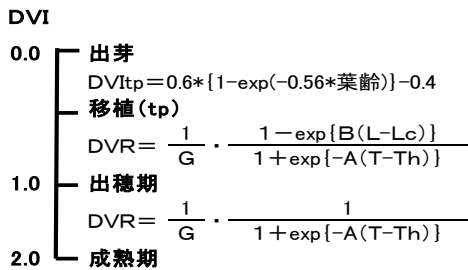 DVI
0.0 出芽
DVItp＝0.6*{1-exp(-0.56*葉齢)}-0.4
移植(tp)
DVR＝ 1/G ・ 1－exp{B(L-Lc)}/1＋exp{-A(T-Th)}
1.0 出穂期
DVR＝ 1/G ・ 1/1＋exp{-A(T-Th)}
2.0 成熟期